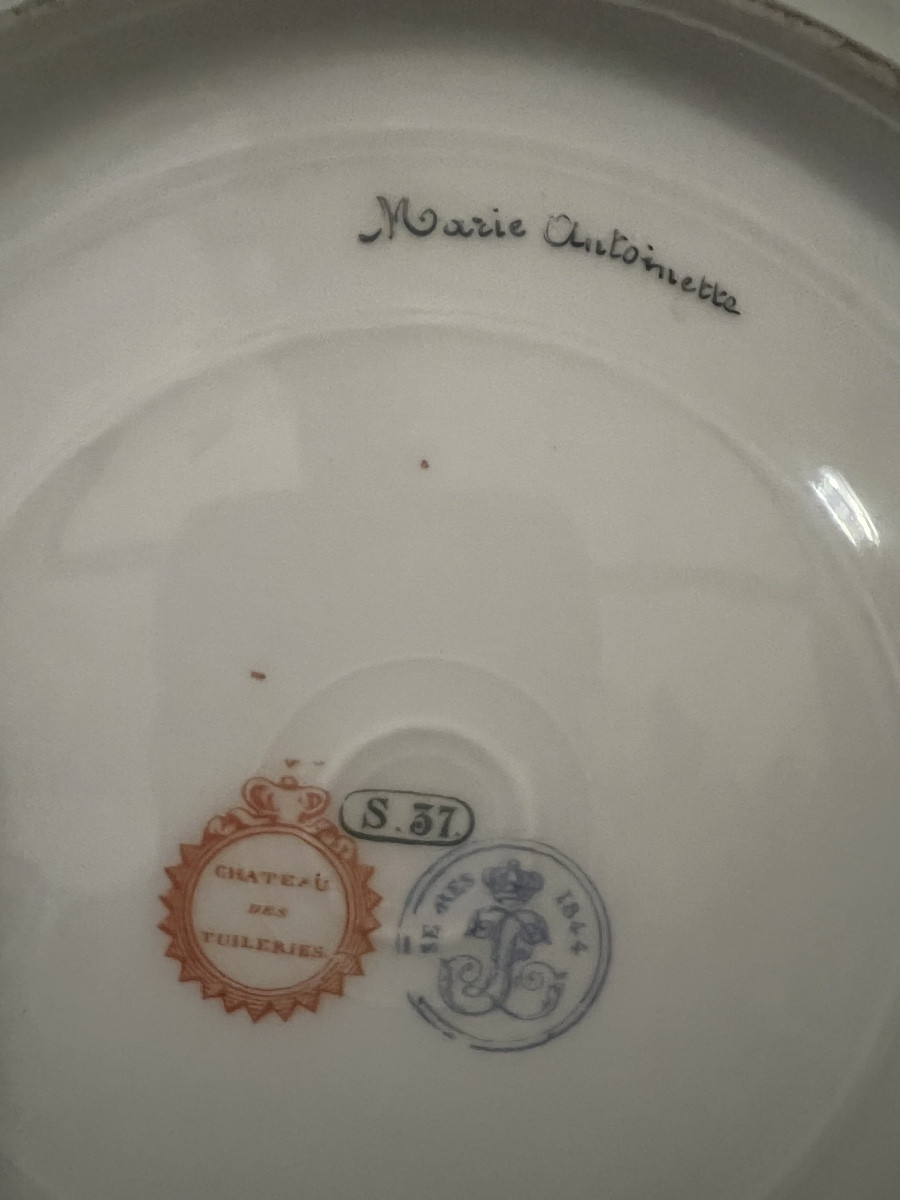 Marie Antoinette
S. 37.
CHATEAU
DES
TUILERIES
1844